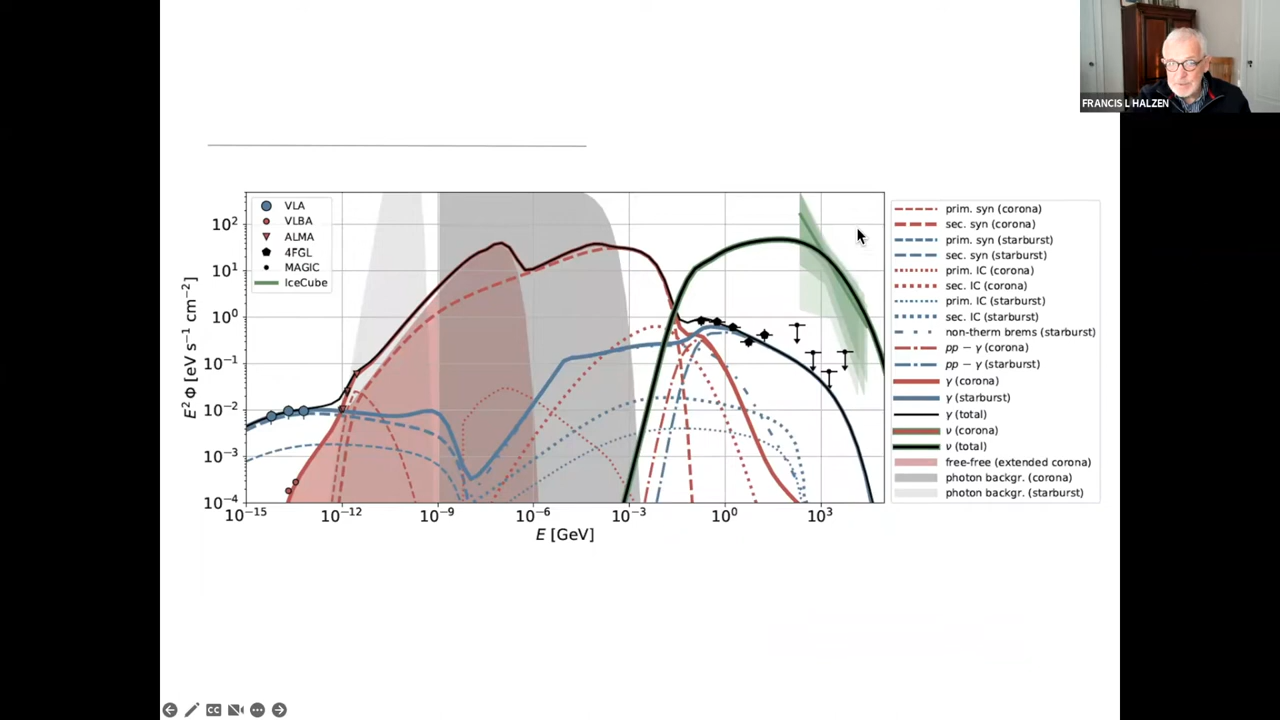 FRANCIS L HALZEN
VLA
VLBA
ALMA
4FGL
MAGIC
IceCube
E² Φ [eV s⁻¹ cm⁻²]
10²
10¹
10⁰
10⁻¹
10⁻²
10⁻³
10⁻⁴
10⁻¹⁵ 10⁻¹² 10⁻⁹ 10⁻⁶ 10⁻³ 10⁰ 10³
E [GeV]
prim. syn (corona)
sec. syn (corona)
prim. syn (starburst)
sec. syn (starburst)
prim. IC (corona)
sec. IC (corona)
prim. IC (starburst)
sec. IC (starburst)
non-therm brems (starburst)
pp − γ (corona)
pp − γ (starburst)
γ (corona)
γ (starburst)
γ (total)
ν (corona)
ν (total)
free-free (extended corona)
photon backgr. (corona)
photon backgr. (starburst)
CC